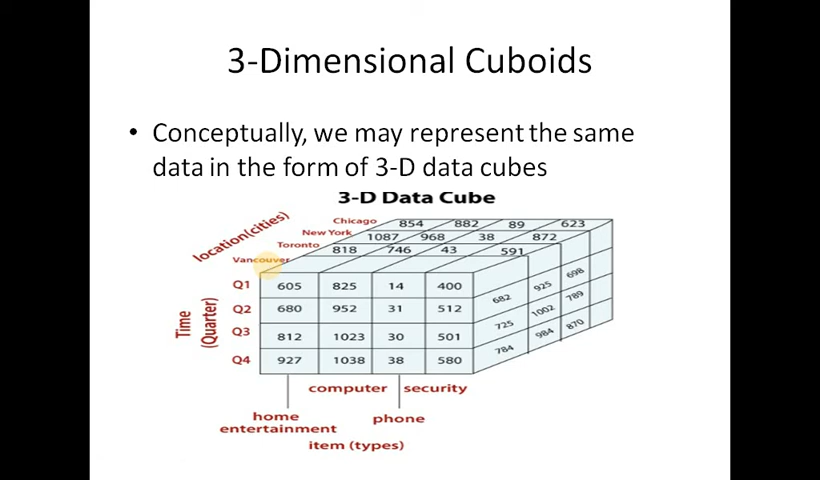 3-Dimensional Cuboids
• Conceptually, we may represent the same
data in the form of 3-D data cubes
3-D Data Cube
location(cities)
Chicago 854 882 89 623
New York 1087 968 38 872
Toronto 818 746 43 591
Vancouver
Q1 605 825 14 400
Q2 680 952 31 512
Q3 812 1023 30 501
Q4 927 1038 38 580
682 925 698
725 1002 789
784 984 870
Time
(Quarter)
computer security
home
entertainment
phone
item (types)